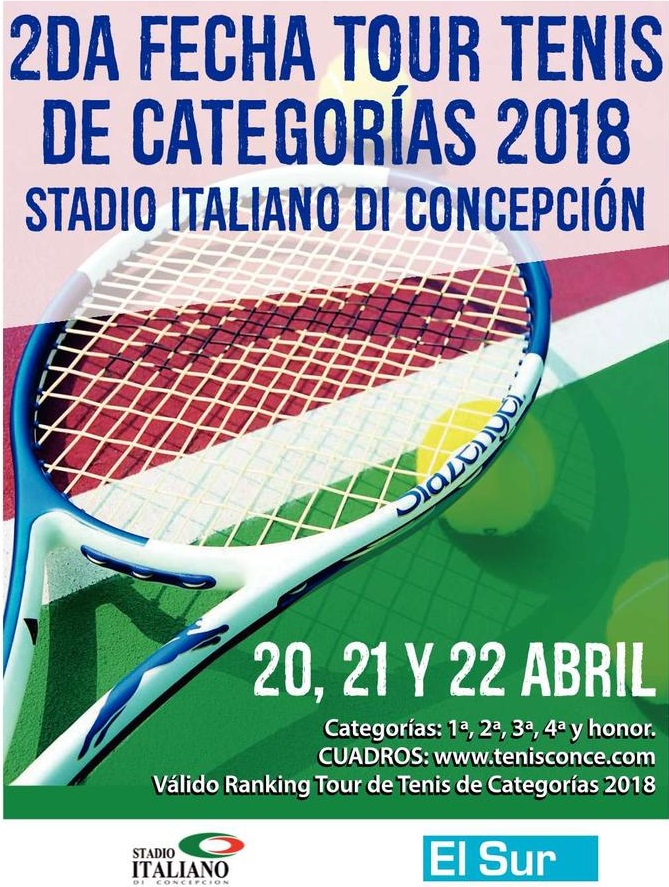 2DA FECHA TOUR TENIS
DE CATEGORÍAS 2018
STADIO ITALIANO DI CONCEPCIÓN
Slazenger
20, 21 Y 22 ABRIL
Categorías: 1ª, 2ª, 3ª, 4ª y honor.
CUADROS: www.tenisconce.com
Válido Ranking Tour de Tenis de Categorías 2018
STADIO
ITALIANO
DI CONCEPCION
El Sur